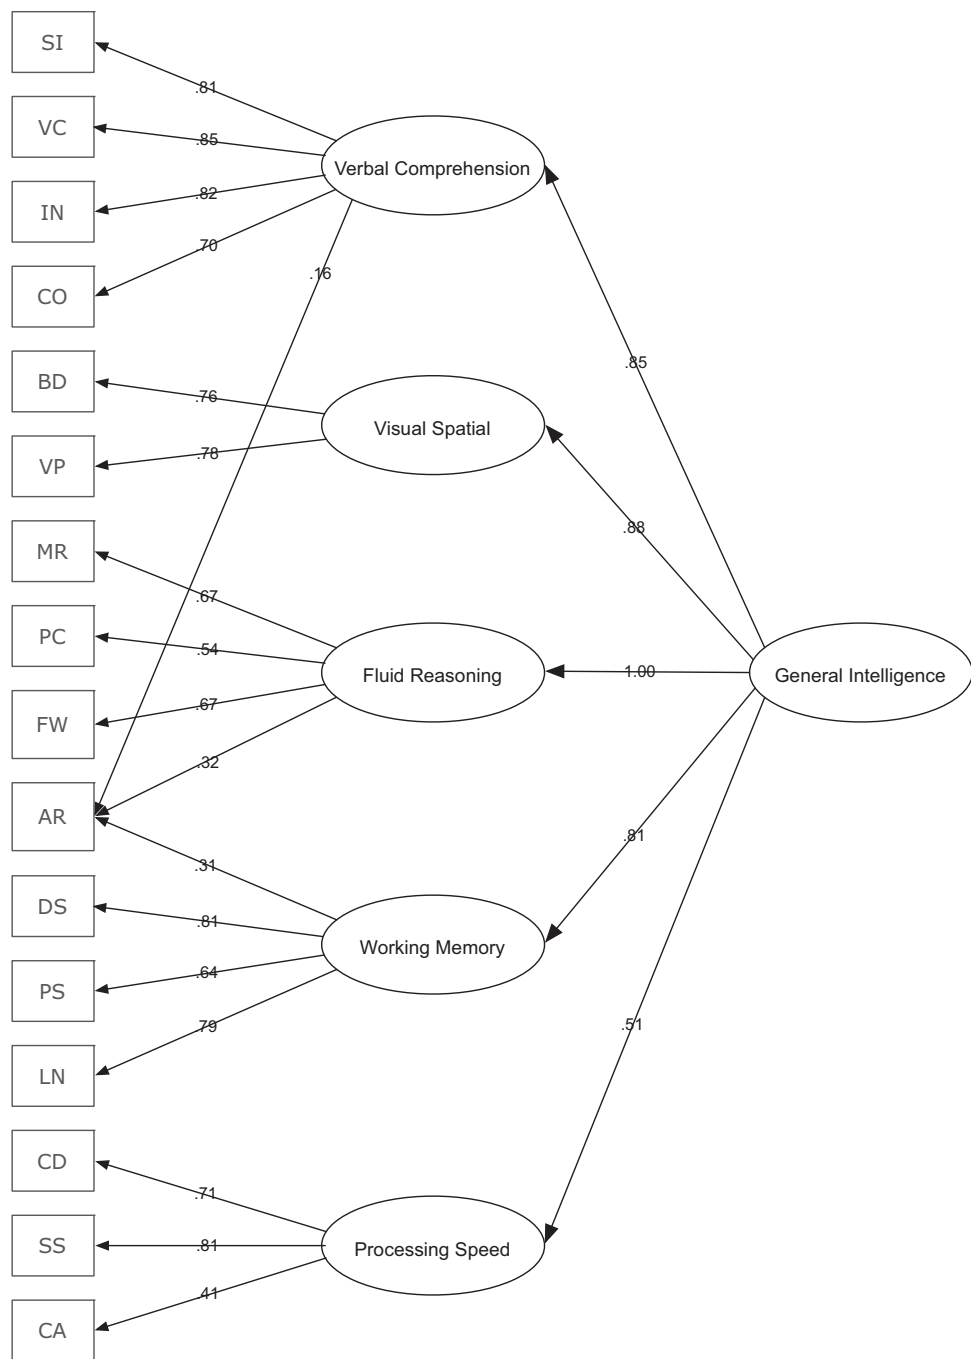 SI
.81
VC
.85
Verbal Comprehension
IN
.82
CO
.70
.16
BD
.76
.85
Visual Spatial
VP
.78
.88
MR
.67
PC
.54
Fluid Reasoning
1.00
General Intelligence
FW
.67
.32
AR
.31
.81
DS
.81
Working Memory
PS
.64
LN
.79
.51
CD
.71
SS
.81
Processing Speed
CA
.41